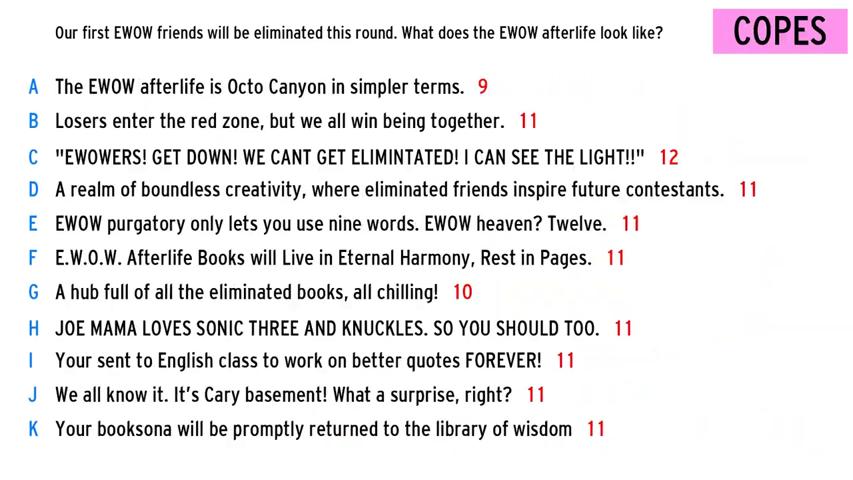 Our first EWOW friends will be eliminated this round. What does the EWOW afterlife look like?
COPES
A The EWOW afterlife is Octo Canyon in simpler terms. 9
B Losers enter the red zone, but we all win being together. 11
C "EWOWERS! GET DOWN! WE CANT GET ELIMINTATED! I CAN SEE THE LIGHT!!" 12
D A realm of boundless creativity, where eliminated friends inspire future contestants. 11
E EWOW purgatory only lets you use nine words. EWOW heaven? Twelve. 11
F E.W.O.W. Afterlife Books will Live in Eternal Harmony, Rest in Pages. 11
G A hub full of all the eliminated books, all chilling! 10
H JOE MAMA LOVES SONIC THREE AND KNUCKLES. SO YOU SHOULD TOO. 11
I Your sent to English class to work on better quotes FOREVER! 11
J We all know it. It's Cary basement! What a surprise, right? 11
K Your booksona will be promptly returned to the library of wisdom 11